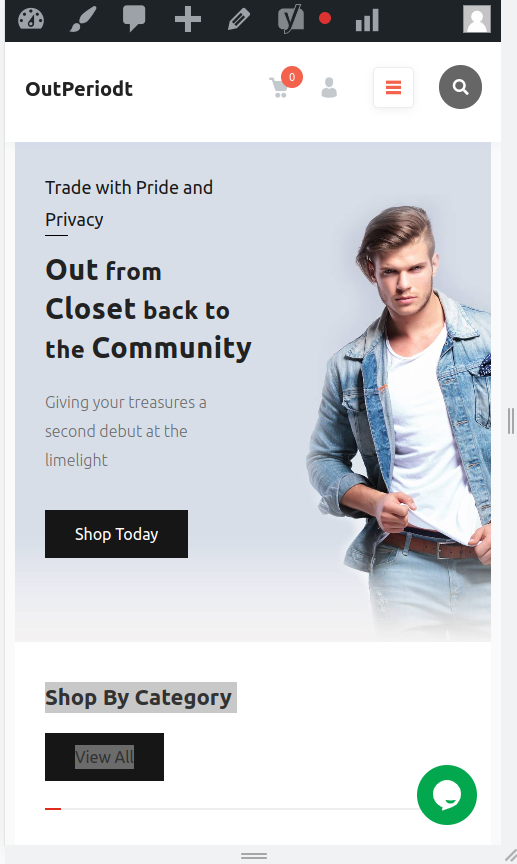 OutPeriodt
0
Trade with Pride and
Privacy
Out from
Closet back to
the Community
Giving your treasures a
second debut at the
limelight
Shop Today
Shop By Category
View All